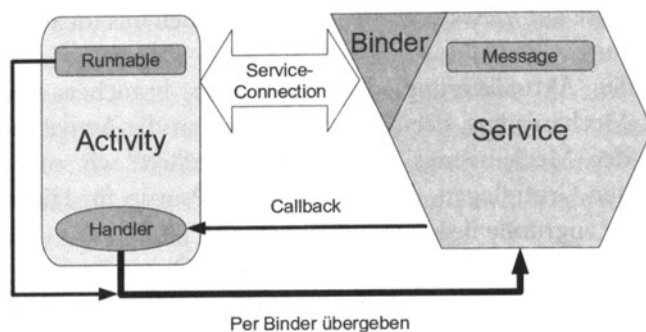 Runnable
Activity
Handler
Service-
Connection
Binder
Message
Service
Callback
Per Binder übergeben